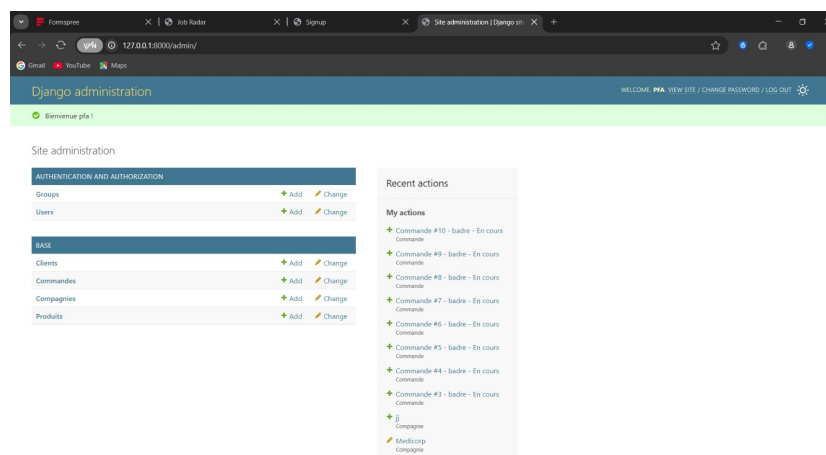 Formspree
Job Radar
Signup
Site administration | Django sit
VPN
127.0.0.1:8000/admin/
Gmail
YouTube
Maps
Django administration
WELCOME, PFA. VIEW SITE / CHANGE PASSWORD / LOG OUT
Bienvenue pfa !
Site administration
AUTHENTICATION AND AUTHORIZATION
Groups + Add Change
Users + Add Change
BASE
Clients + Add Change
Commandes + Add Change
Compagnies + Add Change
Produits + Add Change
Recent actions
My actions
+ Commande #10 - badre - En cours
Commande
+ Commande #9 - badre - En cours
Commande
+ Commande #8 - badre - En cours
Commande
+ Commande #7 - badre - En cours
Commande
+ Commande #6 - badre - En cours
Commande
+ Commande #5 - badre - En cours
Commande
+ Commande #4 - badre - En cours
Commande
+ Commande #3 - badre - En cours
Commande
+ jj
Compagnie
Medicorp
Compagnie